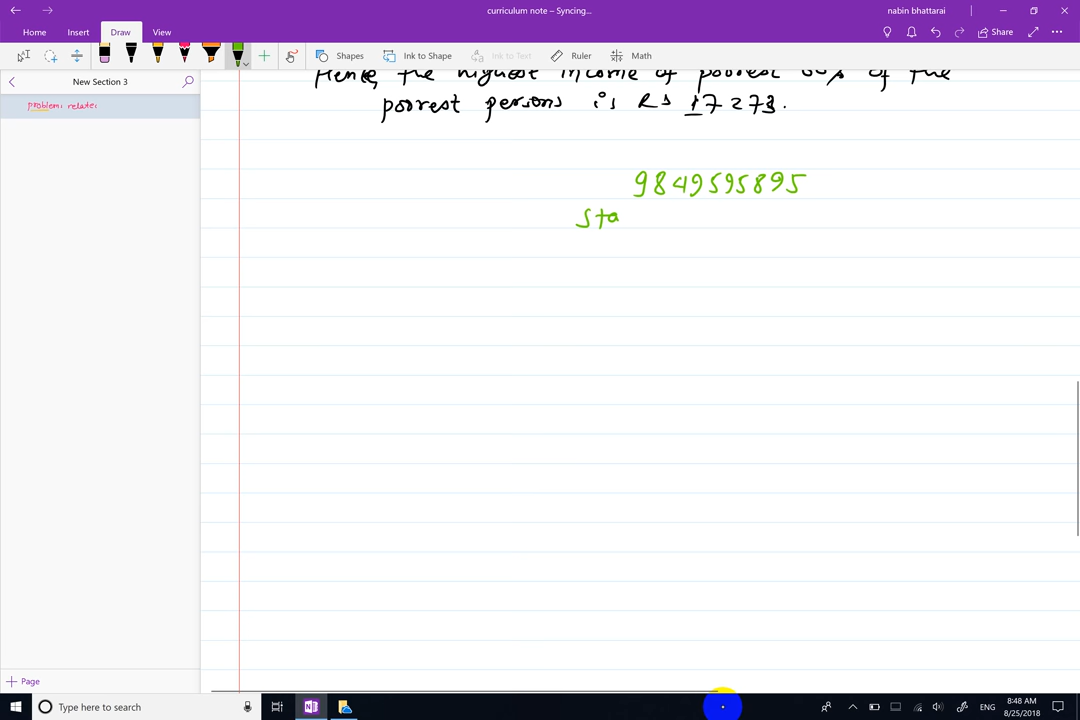 curriculum note – Syncing...
nabin bhattarai
Home Insert Draw View
Share
Shapes Ink to Shape Ink to Text Ruler Math
New Section 3
problems related
Hence, the highest income of poorest % of the
poorest persons is Rs 17273.
9849595895
Sta
Page
Type here to search
ENG
8:48 AM
8/25/2018